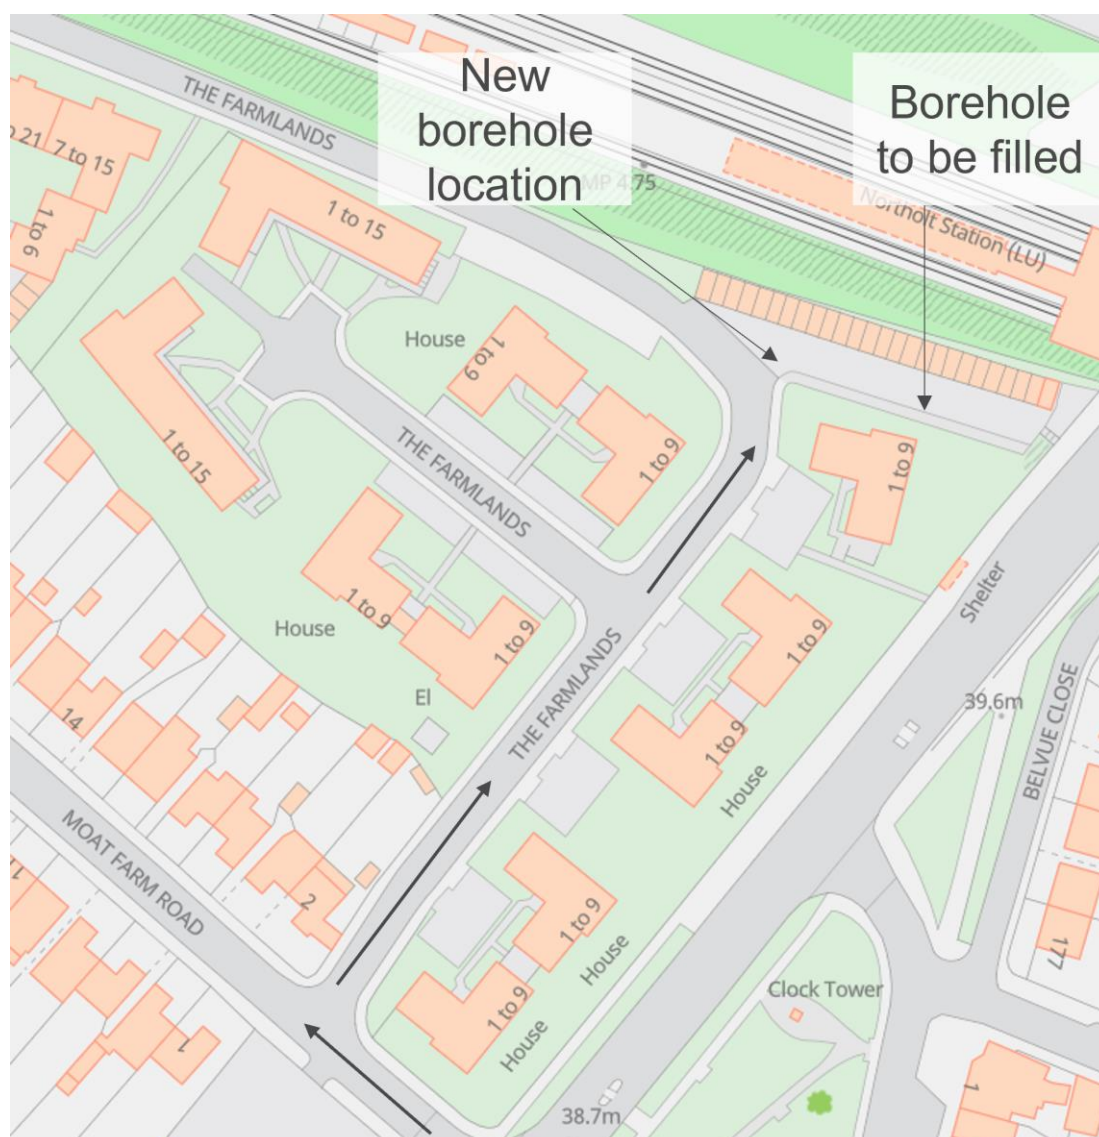 New
borehole
location
Borehole
to be filled
THE FARMLANDS
MP 4.75
Northolt Station (LU)
21
7 to 15
1 to 6
1 to 15
House
1 to 9
1 to 9
1 to 9
1 to 15
THE FARMLANDS
1 to 9
1 to 9
House
El
THE FARMLANDS
1 to 9
1 to 9
House
Shelter
39.6m
BELVUE CLOSE
14
MOAT FARM ROAD
2
1
1
1 to 9
1 to 9
House
House
177
Clock Tower
38.7m
1